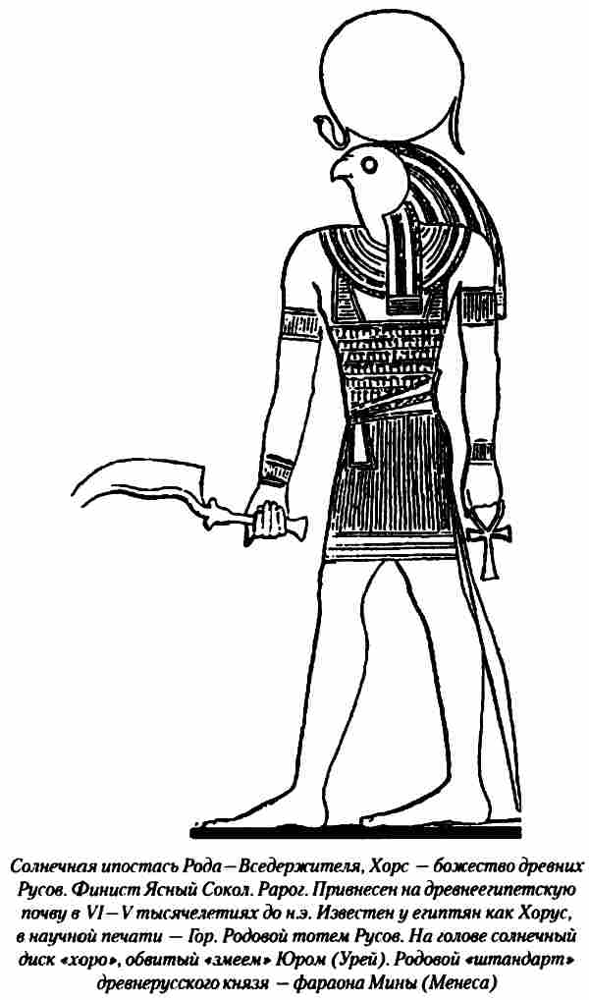 Солнечная ипостась Рода—Вседержителя, Хорс — божество древних
Русов. Финист Ясный Сокол. Рарог. Привнесен на древнеегипетскую
почву в VI—V тысячелетиях до н.э. Известен у египтян как Хорус,
в научной печати — Гор. Родовой тотем Русов. На голове солнечный
диск «хоро», обвитый «змеем» Юром (Урей). Родовой «штандарт»
древнерусского князя — фараона Мины (Менеса)